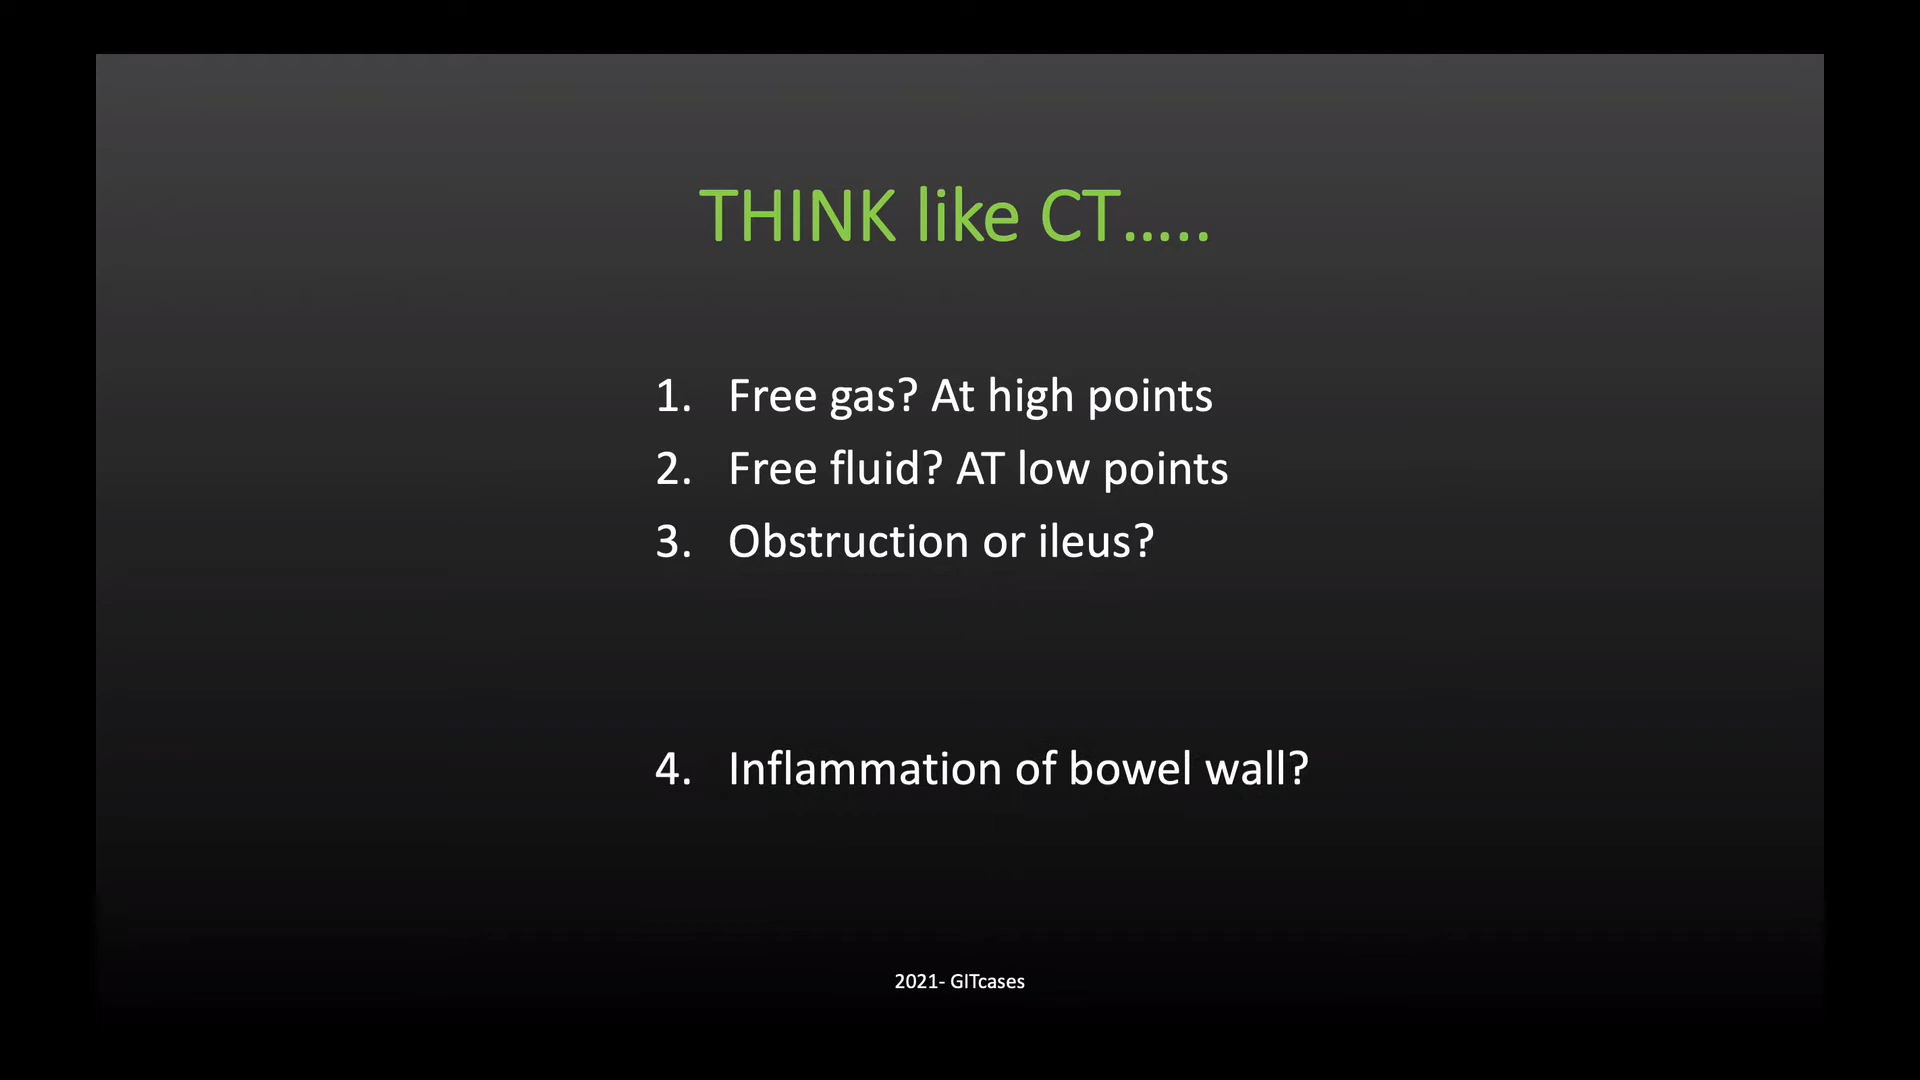 THINK like CT.....
1. Free gas? At high points
2. Free fluid? AT low points
3. Obstruction or ileus?
4. Inflammation of bowel wall?
2021- GITcases